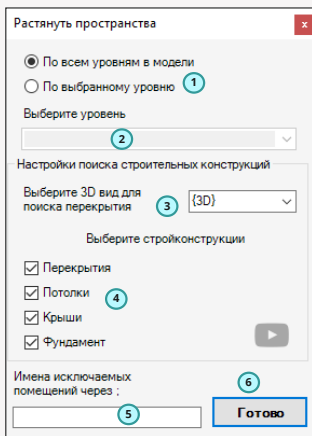 Растянуть пространства
x
По всем уровням в модели
По выбранному уровню
1
Выберите уровень
2
Настройки поиска строительных конструкций
Выберите 3D вид для
поиска перекрытия
3
{3D}
Выберите стройконструкции
Перекрытия
Потолки
4
Крыши
Фундамент
Имена исключаемых
помещений через ;
6
5
Готово